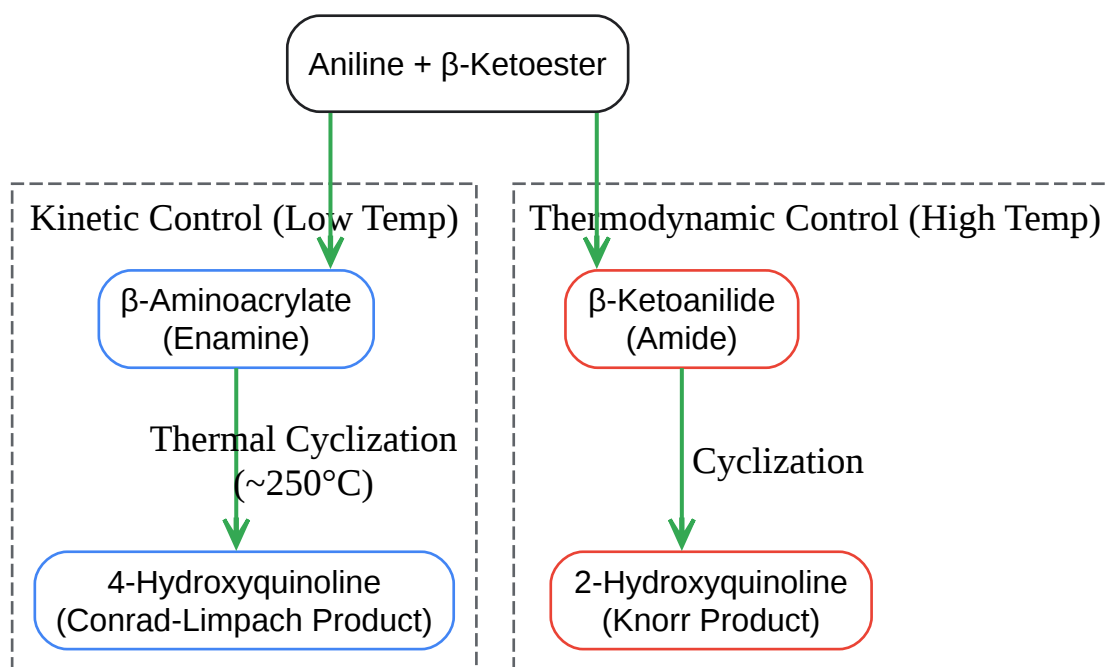 Aniline + β-Ketoester
Kinetic Control (Low Temp)
Thermodynamic Control (High Temp)
β-Aminoacrylate
(Enamine)
β-Ketoanilide
(Amide)
Thermal Cyclization
(~250°C)
Cyclization
4-Hydroxyquinoline
(Conrad-Limpach Product)
2-Hydroxyquinoline
(Knorr Product)